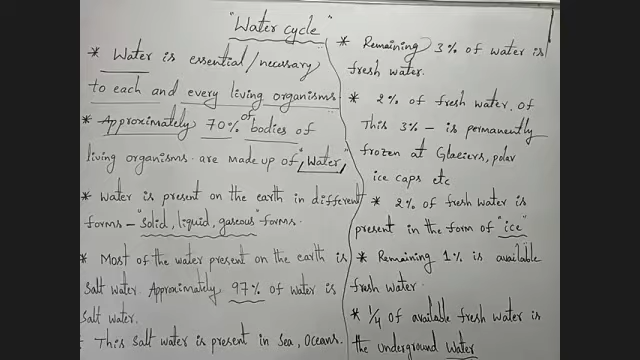 "Water cycle"
* Water is essential/necessary
to each and every living organisms
* Approximately 70% of bodies of
living organisms are made up of "Water"
* Water is present on the earth in different
forms - "Solid, liquid, gaseous" forms.
* Most of the water present on the earth is
Salt water. Approximately 97% of water is
Salt water.
* This Salt water is present in Sea, Oceans.
* Remaining 3% of water is
fresh water.
* 2% of fresh water of
This 3% - is permanently
frozen at Glaciers, polar
ice caps etc
* 2% of fresh water is
present in the form of "ice"
* Remaining 1% is available
fresh water.
* 1/4 of available fresh water is
the underground Water